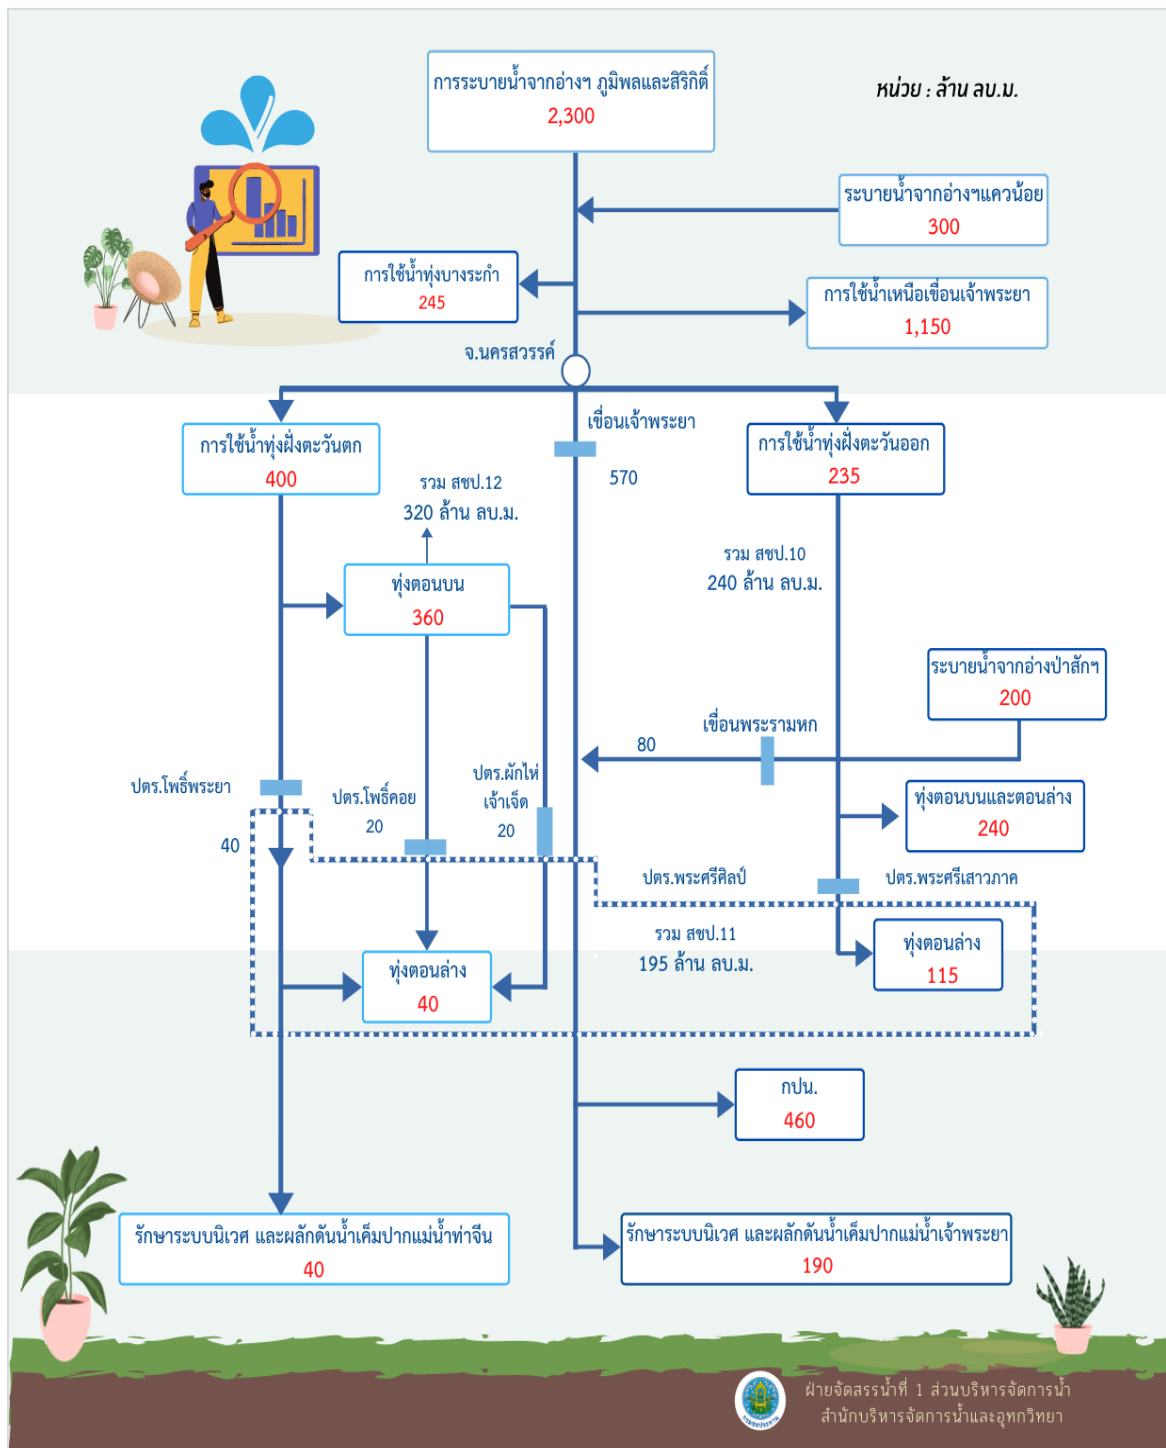 การระบายน้ำจากอ่างฯ ภูมิพลและสิริกิติ์
2,300
หน่วย : ล้าน ลบ.ม.
ระบายน้ำจากอ่างฯแควน้อย
300
การใช้น้ำทุ่งบางระกำ
245
การใช้น้ำเหนือเขื่อนเจ้าพระยา
1,150
จ.นครสวรรค์
เขื่อนเจ้าพระยา
570
การใช้น้ำทุ่งฝั่งตะวันตก
400
การใช้น้ำทุ่งฝั่งตะวันออก
235
รวม สชป.12
320 ล้าน ลบ.ม.
รวม สชป.10
240 ล้าน ลบ.ม.
ทุ่งตอนบน
360
ระบายน้ำจากอ่างป่าสักฯ
200
เขื่อนพระรามหก
80
ปตร.โพธิ์พระยา
40
ปตร.โพธิ์คอย
20
ปตร.ผักไห่
เจ้าเจ็ด
20
ทุ่งตอนบนและตอนล่าง
240
ปตร.พระศรีศิลป์
ปตร.พระศรีเสาวภาค
รวม สชป.11
195 ล้าน ลบ.ม.
ทุ่งตอนล่าง
115
ทุ่งตอนล่าง
40
กปน.
460
รักษาระบบนิเวศ และผลักดันน้ำเค็มปากแม่น้ำท่าจีน
40
รักษาระบบนิเวศ และผลักดันน้ำเค็มปากแม่น้ำเจ้าพระยา
190
ฝ่ายจัดสรรน้ำที่ 1 ส่วนบริหารจัดการน้ำ
สำนักบริหารจัดการน้ำและอุทกวิทยา
กรมชลประทาน